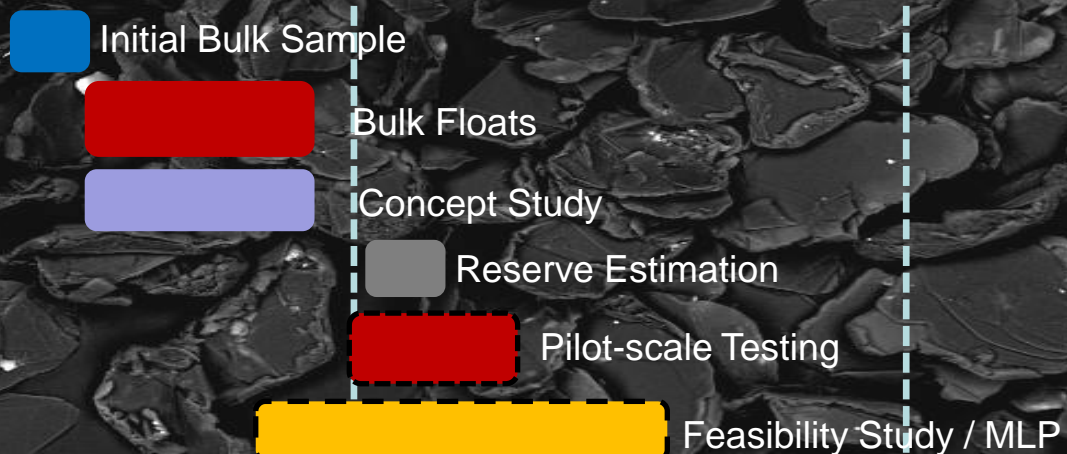 Initial Bulk Sample
Bulk Floats
Concept Study
Reserve Estimation
Pilot-scale Testing
Feasibility Study / MLP